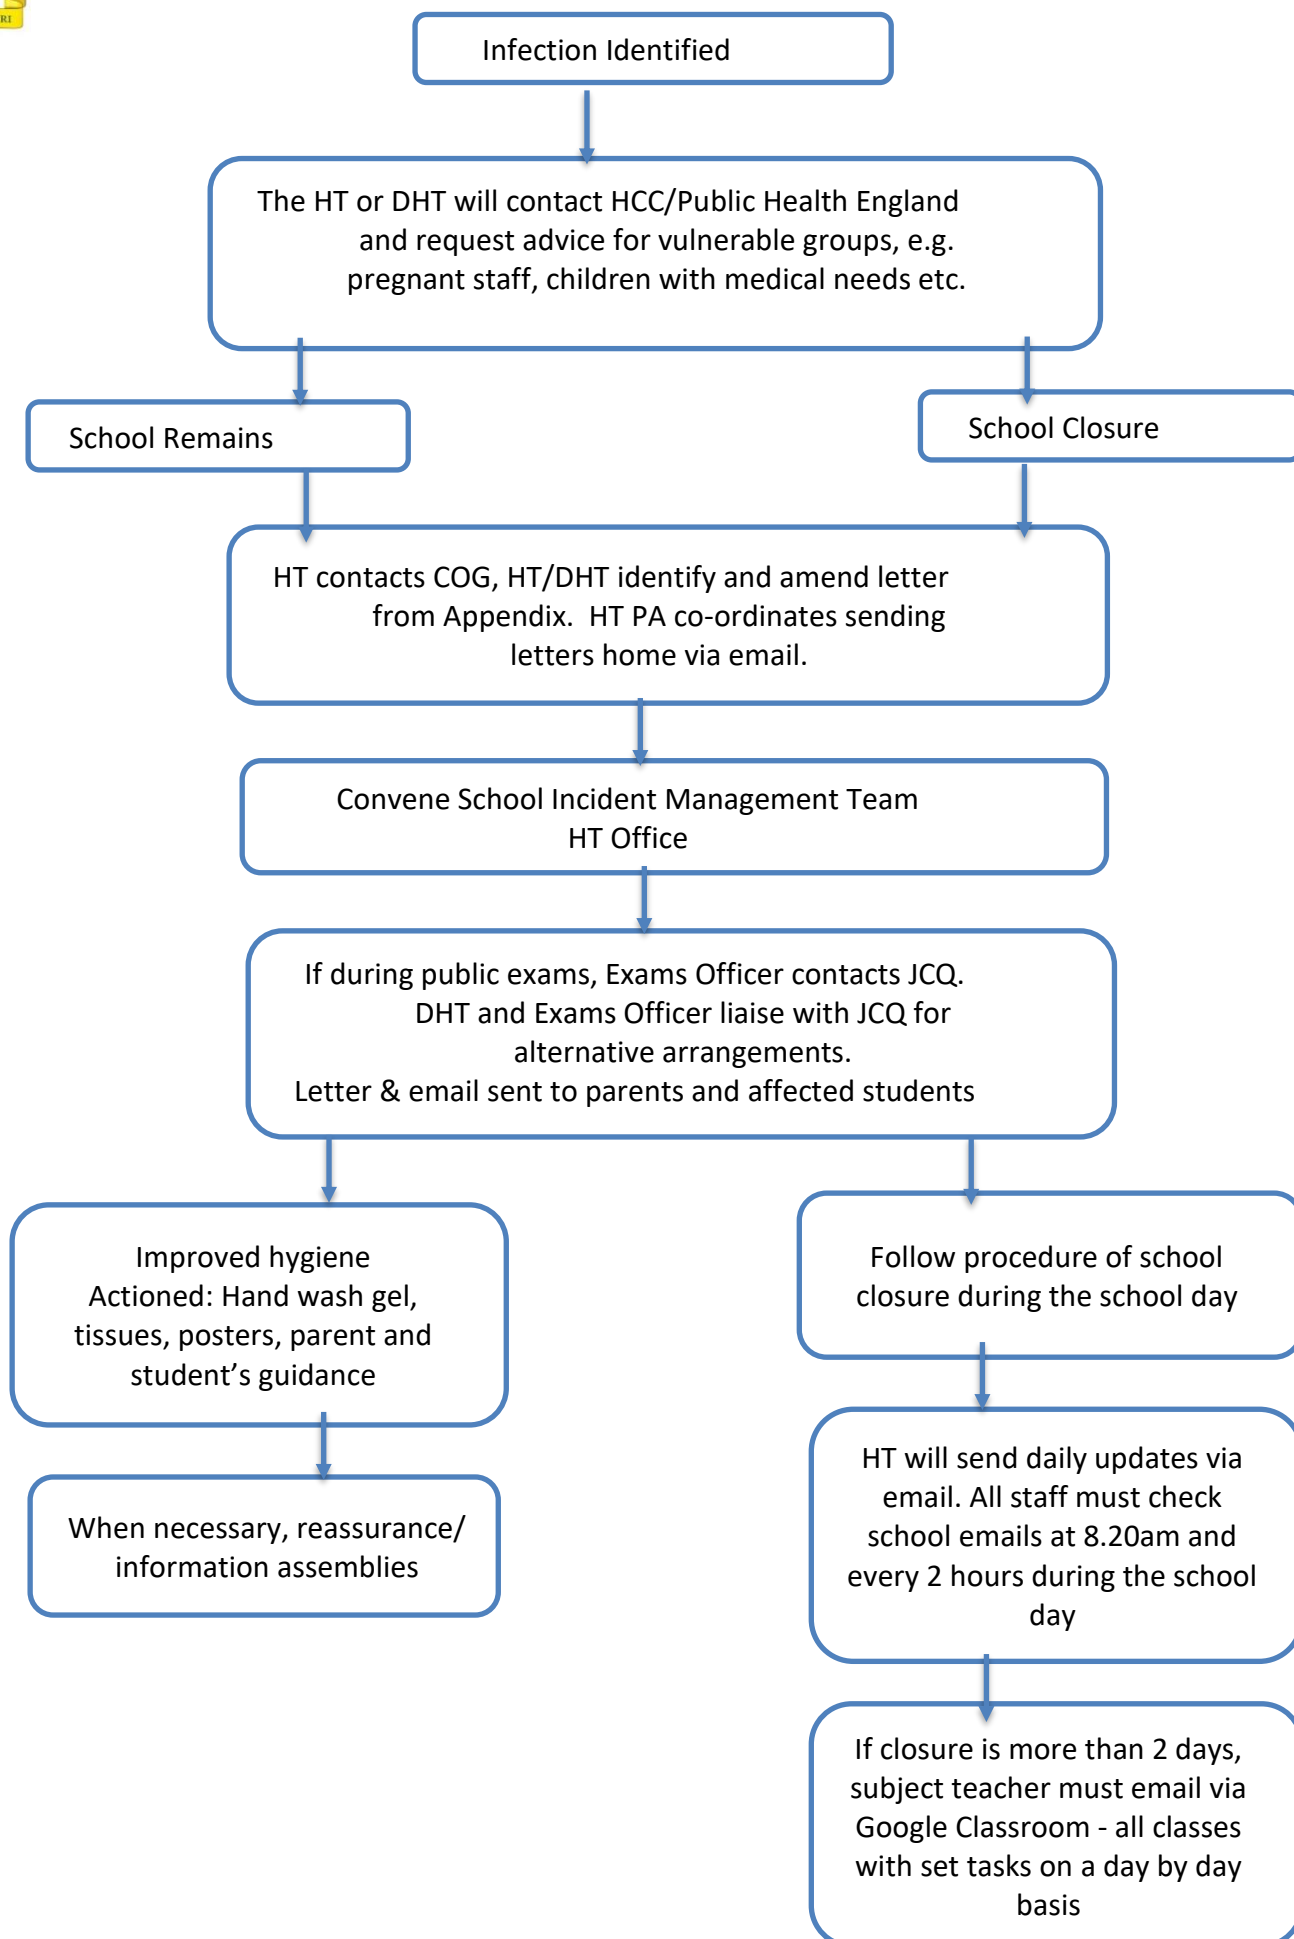 RI
Infection Identified
The HT or DHT will contact HCC/Public Health England
and request advice for vulnerable groups, e.g.
pregnant staff, children with medical needs etc.
School Remains
School Closure
HT contacts COG, HT/DHT identify and amend letter
from Appendix.  HT PA co-ordinates sending
letters home via email.
Convene School Incident Management Team
HT Office
If during public exams, Exams Officer contacts JCQ.
DHT and Exams Officer liaise with JCQ for
alternative arrangements.
Letter & email sent to parents and affected students
Improved hygiene
Actioned: Hand wash gel,
tissues, posters, parent and
student’s guidance
When necessary, reassurance/
information assemblies
Follow procedure of school
closure during the school day
HT will send daily updates via
email. All staff must check
school emails at 8.20am and
every 2 hours during the school
day
If closure is more than 2 days,
subject teacher must email via
Google Classroom - all classes
with set tasks on a day by day
basis